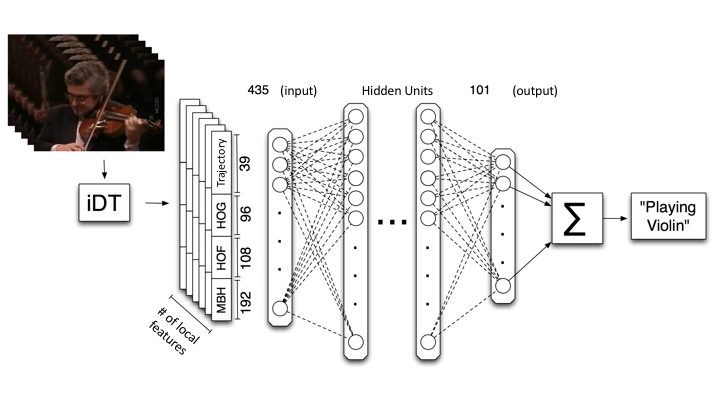 435 (input)
Hidden Units
101 (output)
iDT
Trajectory
39
HOG
96
HOF
108
MBH
192
# of local
features
...
Σ
"Playing
Violin"